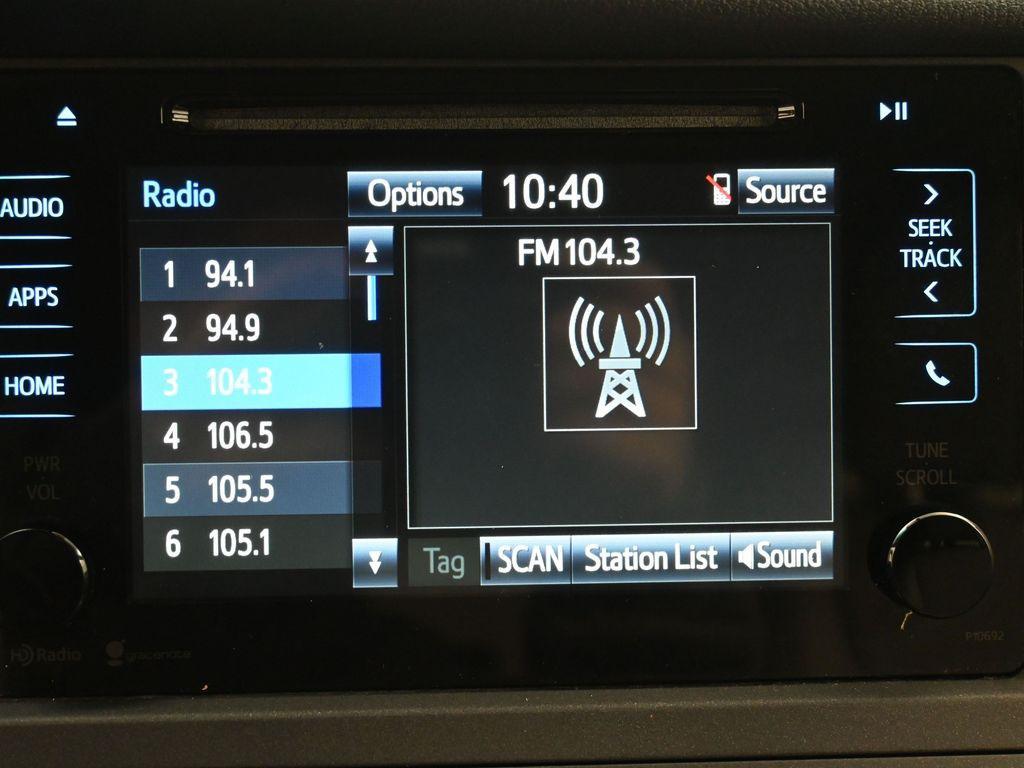 AUDIO
APPS
HOME
PWR
VOL
Radio
Options
10:40
Source
1 94.1
2 94.9
3 104.3
4 106.5
5 105.5
6 105.1
FM 104.3
Tag
SCAN
Station List
Sound
SEEK
TRACK
TUNE
SCROLL
HD Radio
gracenote
P10692